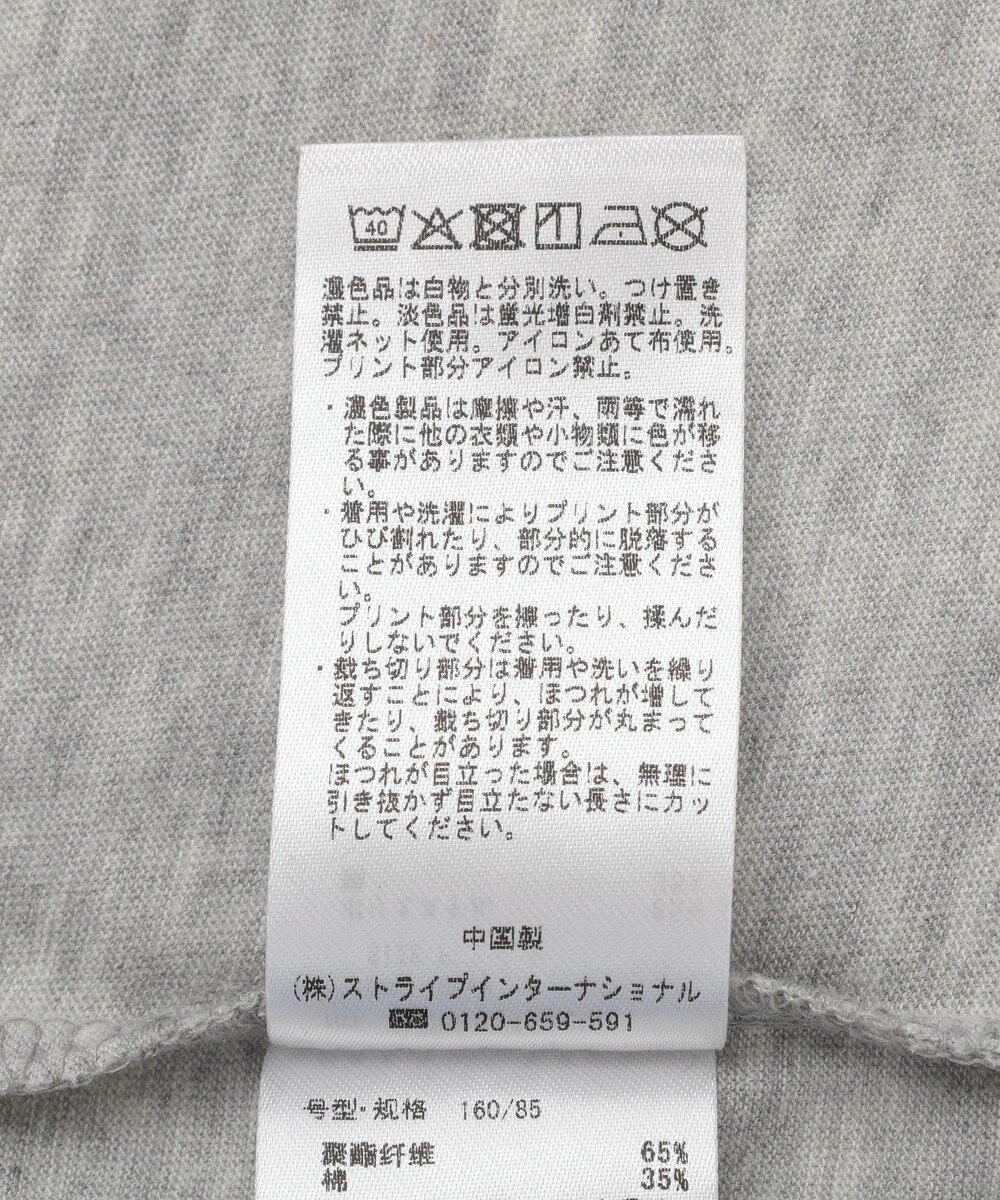 40
濃色品は白物と分別洗い。つけ置き
禁止。淡色品は蛍光増白剤禁止。洗
濯ネット使用。アイロンあて布使用。
プリント部分アイロン禁止。
・濃色製品は摩擦や汗、雨等で濡れ
た際に他の衣類や小物類に色が移
る事がありますのでご注意くださ
い。
・着用や洗濯によりプリント部分が
ひび割れたり、部分的に脱落する
ことがありますのでご注意くださ
い。
プリント部分を擦ったり、揉んだ
りしないでください。
・裁ち切り部分は着用や洗いを繰り
返すことにより、ほつれが増して
きたり、裁ち切り部分が丸まって
くることがあります。
ほつれが目立った場合は、無理に
引き抜かず目立たない長さにカッ
トしてください。
中国製
(株)ストライプインターナショナル
0120-659-591
号型·规格 160/85
聚酯纤维 65%
棉 35%